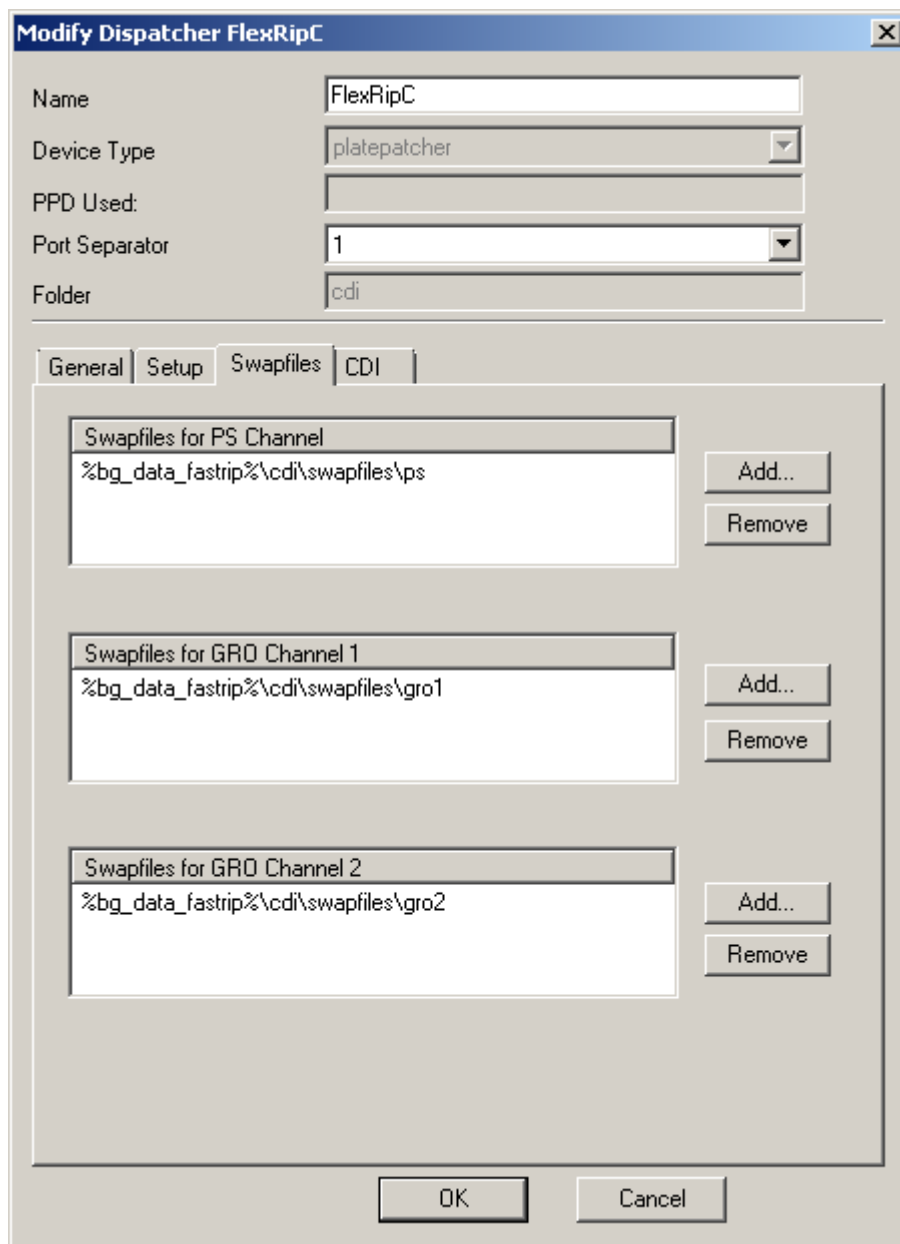 Modify Dispatcher FlexRipC
Name FlexRipC
Device Type platepatcher
PPD Used:
Port Separator 1
Folder cdi
General Setup Swapfiles CDI
Swapfiles for PS Channel
%bg_data_fastrip%\cdi\swapfiles\ps
Add...
Remove
Swapfiles for GRO Channel 1
%bg_data_fastrip%\cdi\swapfiles\gro1
Add...
Remove
Swapfiles for GRO Channel 2
%bg_data_fastrip%\cdi\swapfiles\gro2
Add...
Remove
OK Cancel